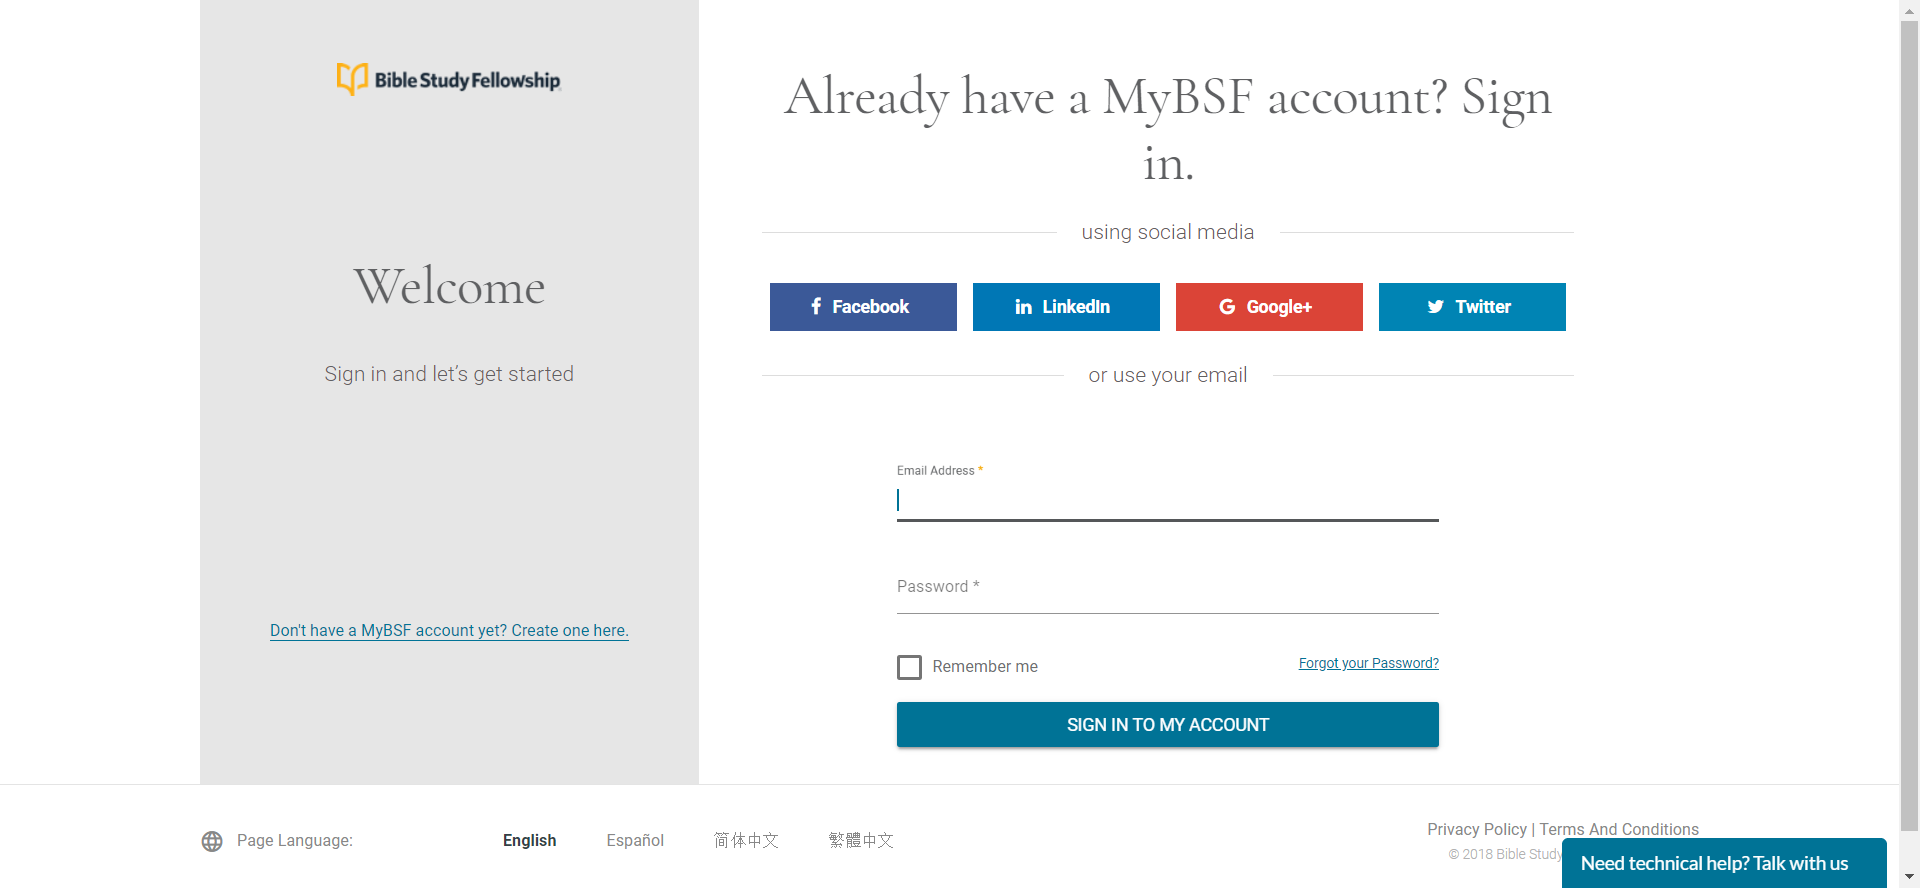 Bible Study Fellowship
Welcome
Sign in and let's get started
Don't have a MyBSF account yet? Create one here.
Already have a MyBSF account? Sign
in.
using social media
Facebook
LinkedIn
Google+
Twitter
or use your email
Email Address *
Password *
Remember me
Forgot your Password?
SIGN IN TO MY ACCOUNT
Page Language:
English
Español
简体中文
繁體中文
Privacy Policy | Terms And Conditions
© 2018 Bible Study
Need technical help? Talk with us